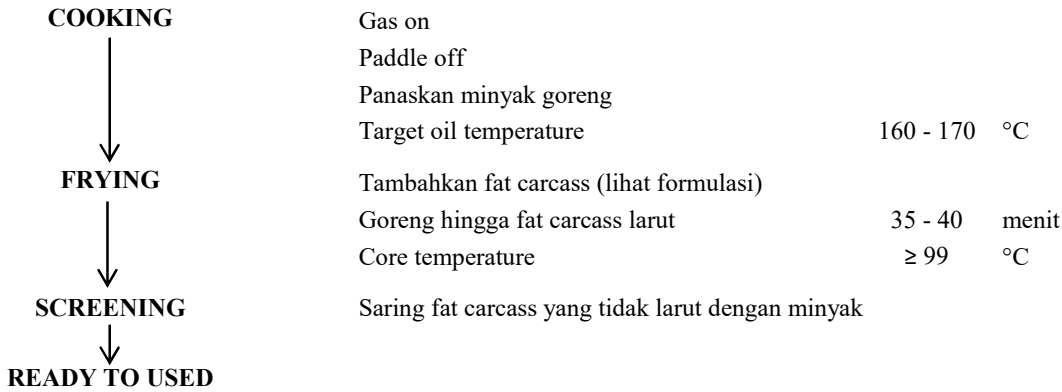 COOKING Gas on
Paddle off
Panaskan minyak goreng
Target oil temperature 160 - 170 °C
FRYING Tambahkan fat carcass (lihat formulasi)
Goreng hingga fat carcass larut 35 - 40 menit
Core temperature ≥ 99 °C
SCREENING Saring fat carcass yang tidak larut dengan minyak
READY TO USED